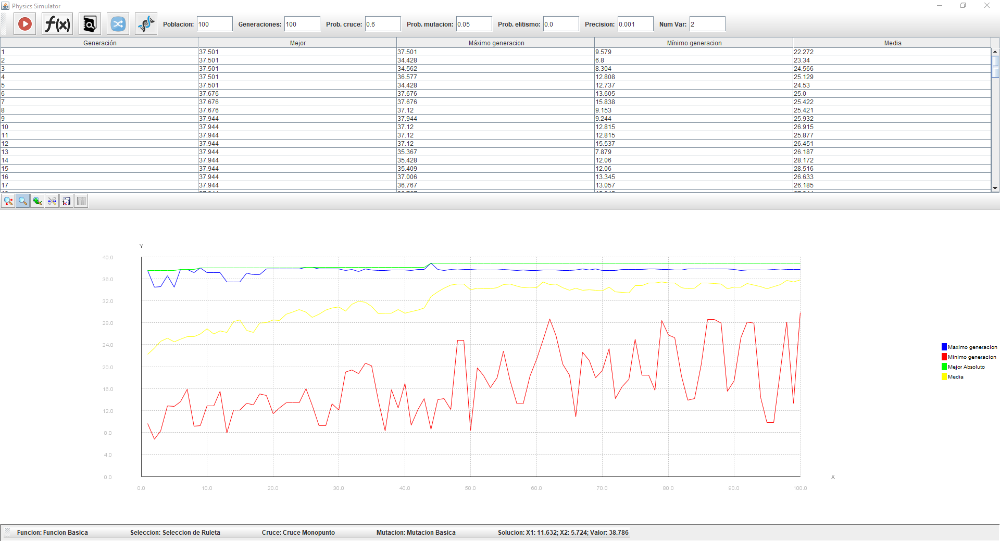 Physics Simulator
f(x) Poblacion: 100 Generaciones: 100 Prob. cruce: 0.6 Prob. mutacion: 0.05 Prob. elitismo: 0.0 Precision: 0.001 Num Var: 2
Generación Mejor Máximo generacion Mínimo generacion Media
1 37.501 37.501 9.579 22.272
2 37.501 34.428 6.8 23.34
3 37.501 34.562 8.304 24.566
4 37.501 36.577 12.808 25.129
5 37.501 34.428 12.737 24.53
6 37.676 37.676 13.605 25.0
7 37.676 37.676 15.838 25.422
8 37.676 37.12 9.153 25.421
9 37.944 37.944 9.244 25.932
10 37.944 37.12 12.815 26.915
11 37.944 37.12 12.815 25.877
12 37.944 37.12 15.537 26.451
13 37.944 35.367 7.879 26.187
14 37.944 35.428 12.06 28.172
15 37.944 35.409 12.06 28.516
16 37.944 37.006 13.345 26.633
17 37.944 36.767 13.057 26.185
Y
40.0
36.0
32.0
28.0
24.0
20.0
16.0
12.0
8.0
4.0
0.0
X
0.0 10.0 20.0 30.0 40.0 50.0 60.0 70.0 80.0 90.0 100.0
Maximo generacion
Minimo generacion
Mejor Absoluto
Media
Funcion: Funcion Basica Seleccion: Seleccion de Ruleta Cruce: Cruce Monopunto Mutacion: Mutacion Basica Solucion: X1: 11.632; X2: 5.724; Valor: 38.786